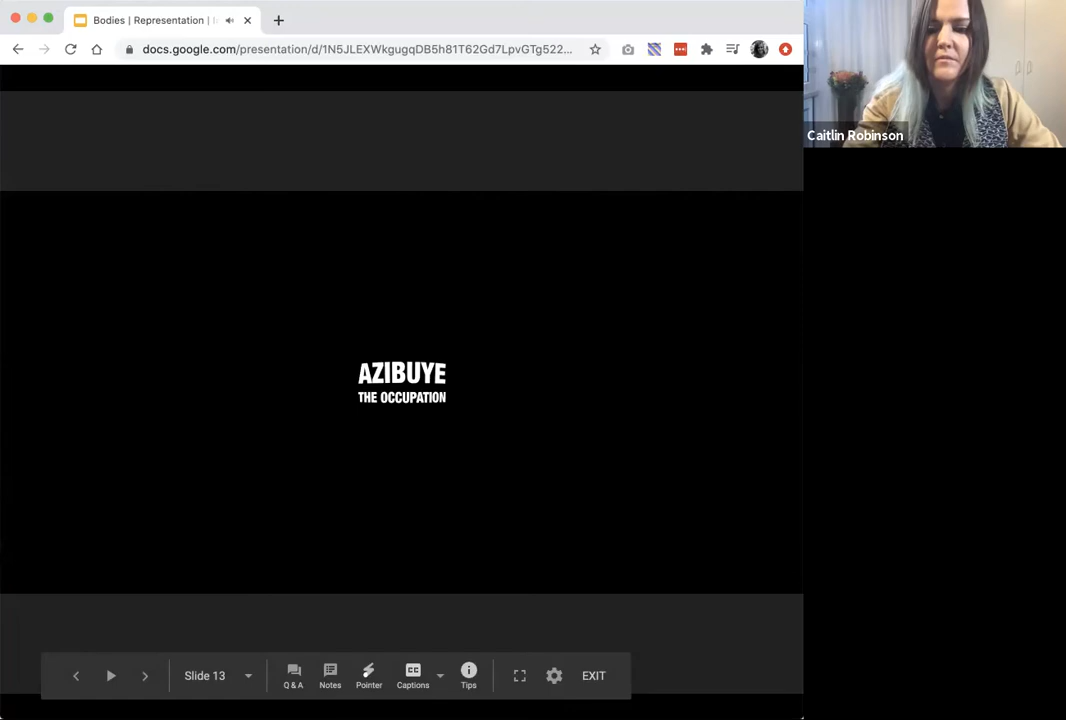 Bodies | Representation |
docs.google.com/presentation/d/1N5JLEXWkgugqDB5h81T62Gd7LpvGTg522...
Caitlin Robinson
AZIBUYE
THE OCCUPATION
Slide 13
Q & A
Notes
Pointer
CC
Captions
Tips
EXIT